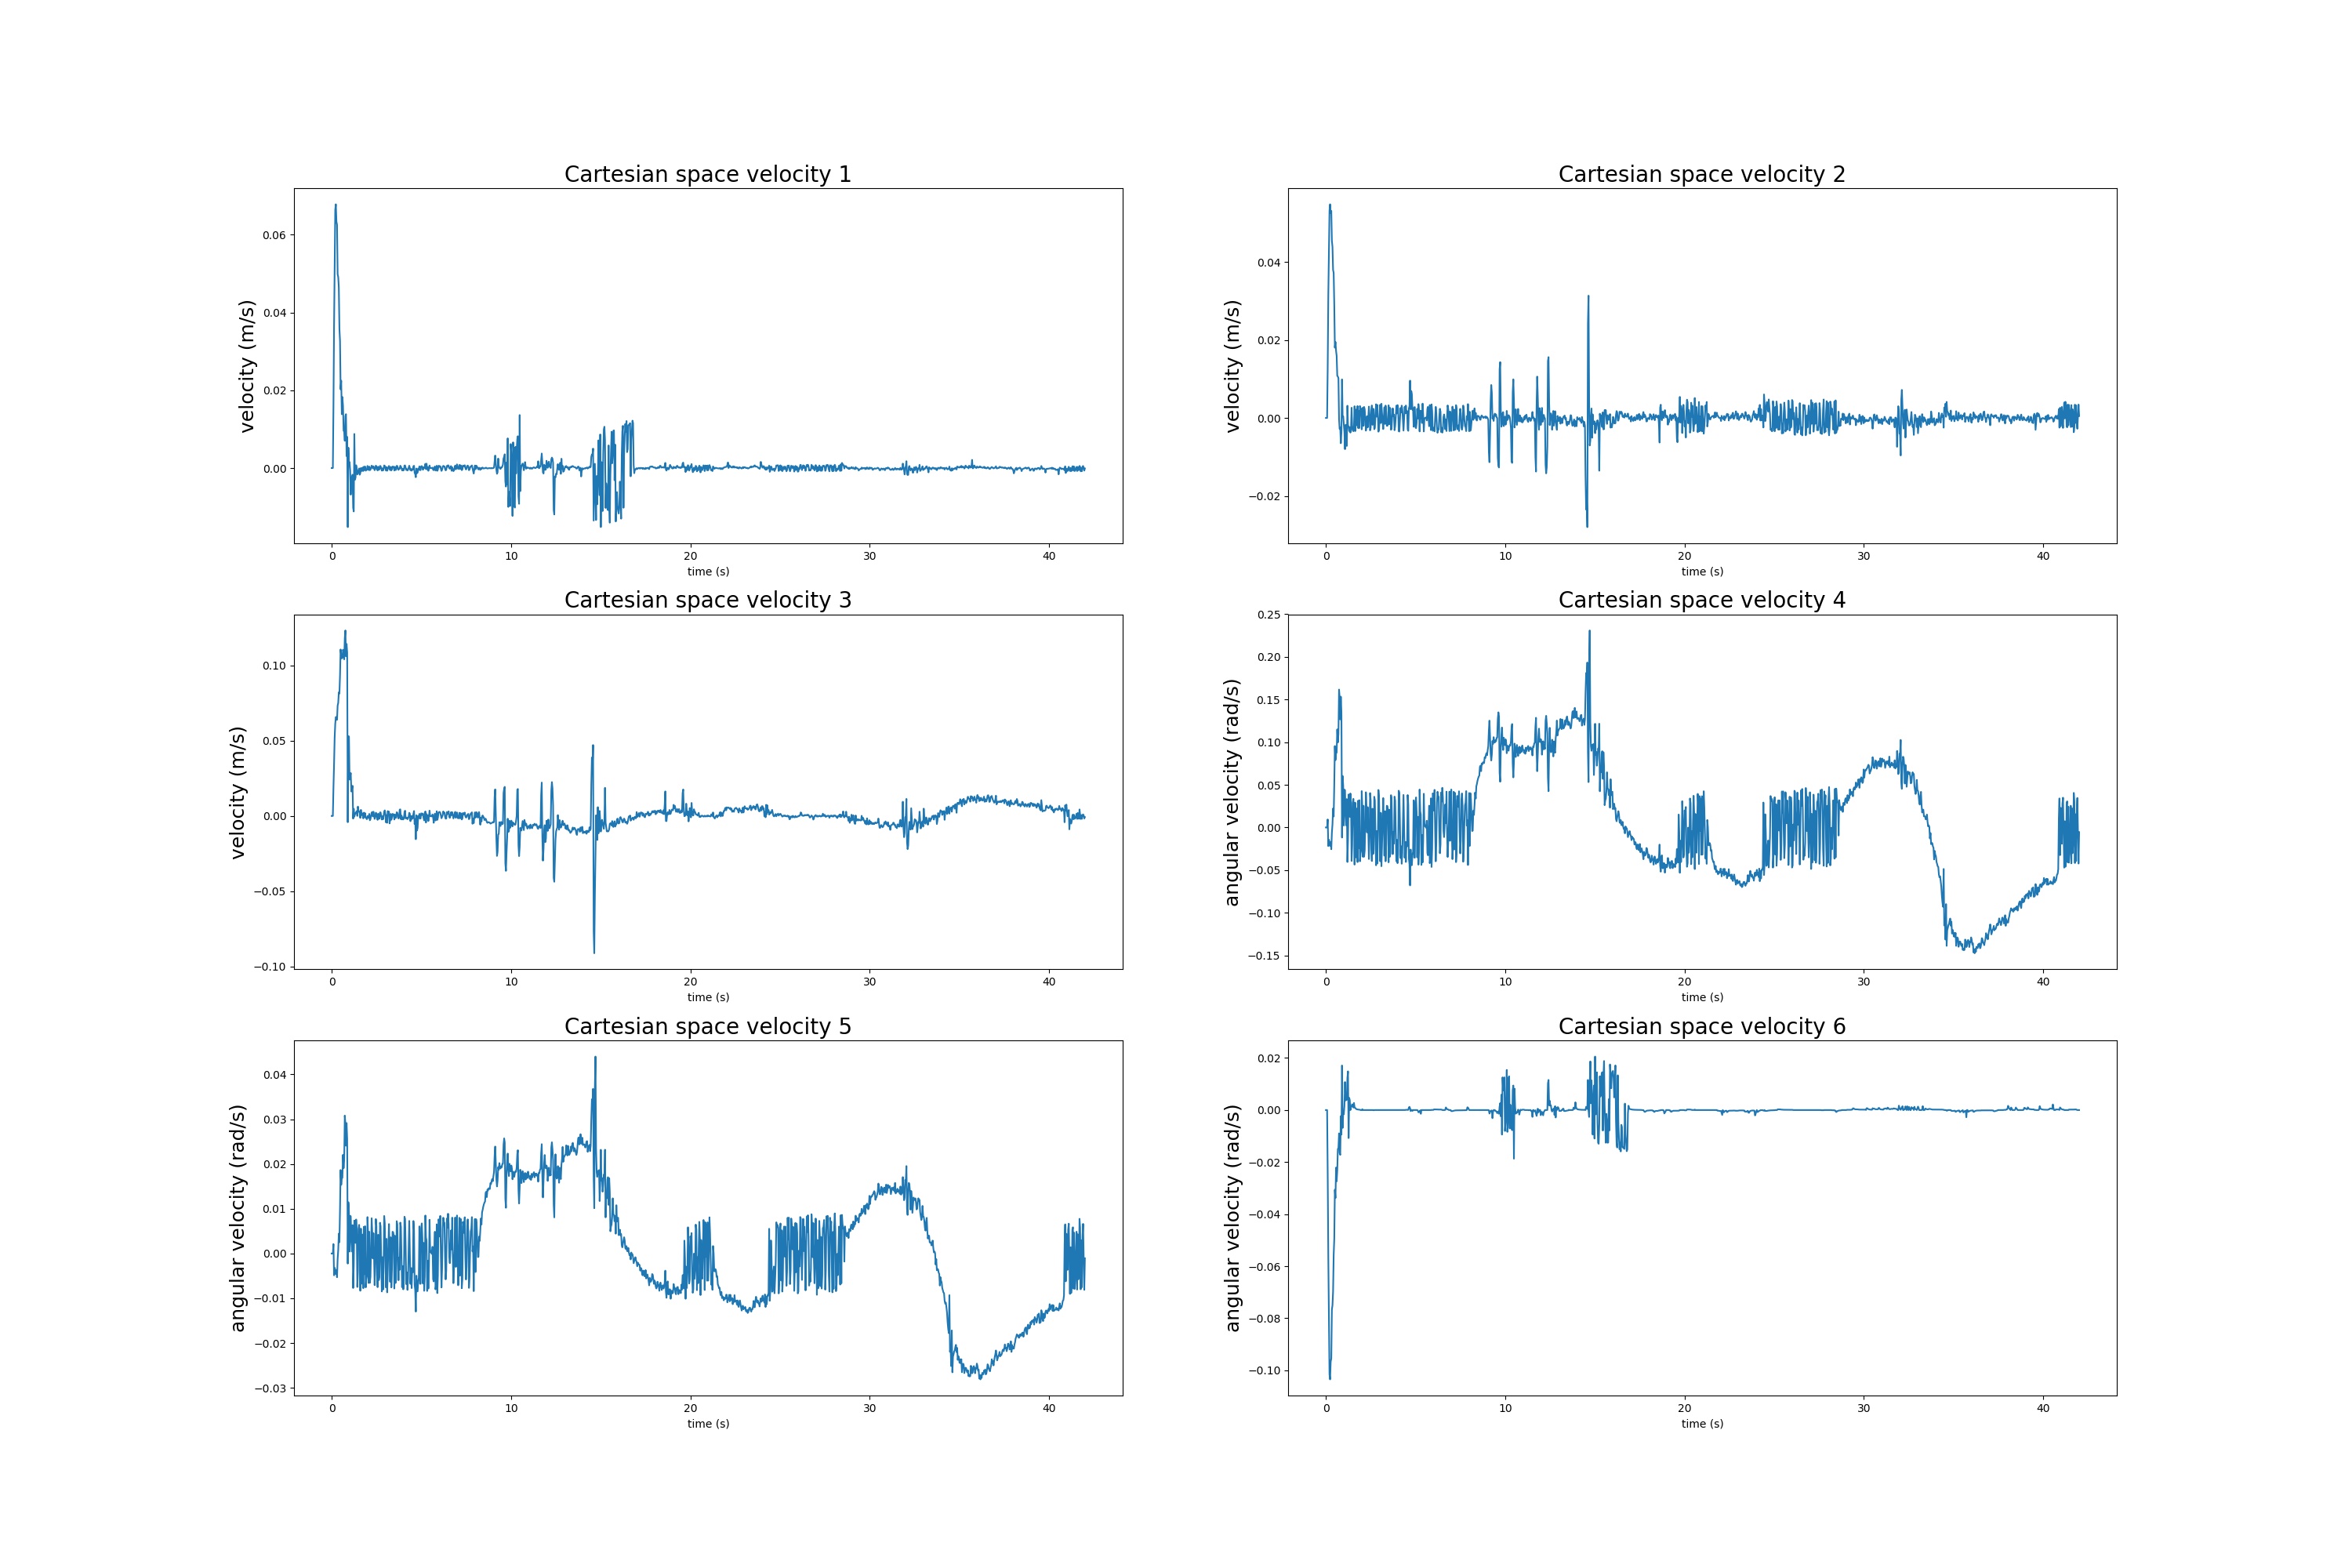 Cartesian space velocity 1
velocity (m/s)
0.06
0.04
0.02
0.00
0 10 20 30 40
time (s)
Cartesian space velocity 2
velocity (m/s)
0.04
0.02
0.00
−0.02
0 10 20 30 40
time (s)
Cartesian space velocity 3
velocity (m/s)
0.10
0.05
0.00
−0.05
−0.10
0 10 20 30 40
time (s)
Cartesian space velocity 4
angular velocity (rad/s)
0.25
0.20
0.15
0.10
0.05
0.00
−0.05
−0.10
−0.15
0 10 20 30 40
time (s)
Cartesian space velocity 5
angular velocity (rad/s)
0.04
0.03
0.02
0.01
0.00
−0.01
−0.02
−0.03
0 10 20 30 40
time (s)
Cartesian space velocity 6
angular velocity (rad/s)
0.02
0.00
−0.02
−0.04
−0.06
−0.08
−0.10
0 10 20 30 40
time (s)